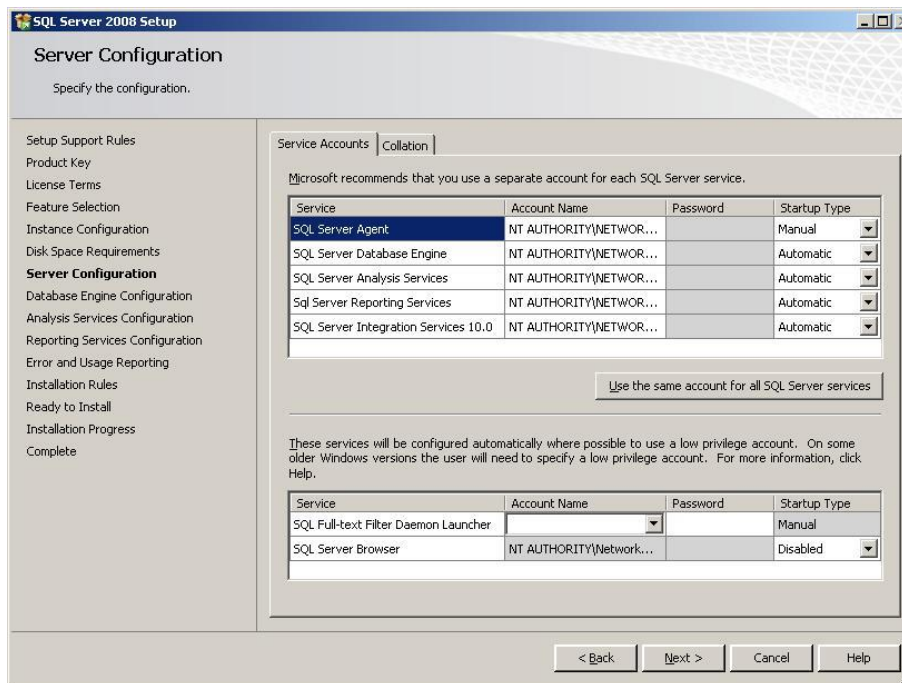 SQL Server 2008 Setup
Server Configuration
Specify the configuration.
Setup Support Rules
Product Key
License Terms
Feature Selection
Instance Configuration
Disk Space Requirements
Server Configuration
Database Engine Configuration
Analysis Services Configuration
Reporting Services Configuration
Error and Usage Reporting
Installation Rules
Ready to Install
Installation Progress
Complete
Service Accounts Collation
Microsoft recommends that you use a separate account for each SQL Server service.
Service Account Name Password Startup Type
SQL Server Agent NT AUTHORITY\NETWOR... Manual
SQL Server Database Engine NT AUTHORITY\NETWOR... Automatic
SQL Server Analysis Services NT AUTHORITY\NETWOR... Automatic
Sql Server Reporting Services NT AUTHORITY\NETWOR... Automatic
SQL Server Integration Services 10.0 NT AUTHORITY\NETWOR... Automatic
Use the same account for all SQL Server services
These services will be configured automatically where possible to use a low privilege account. On some
older Windows versions the user will need to specify a low privilege account. For more information, click
Help.
Service Account Name Password Startup Type
SQL Full-text Filter Daemon Launcher Manual
SQL Server Browser NT AUTHORITY\Network... Disabled
< Back Next > Cancel Help